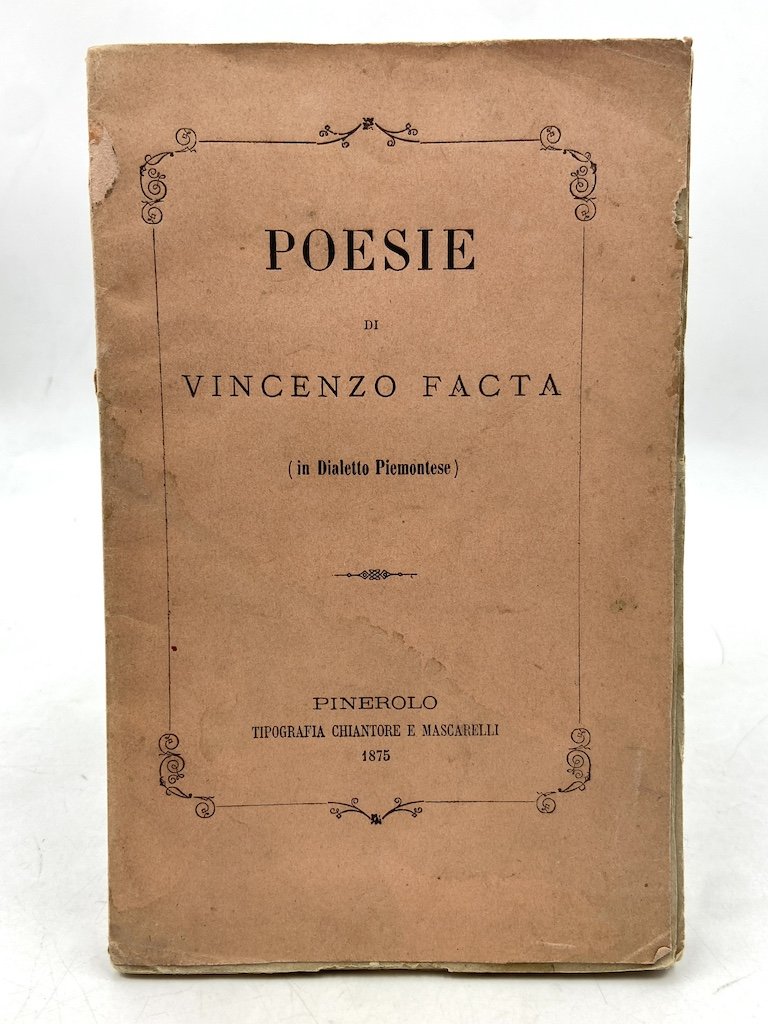 POESIE
DI
VINCENZO FACTA
(in Dialetto Piemontese)
PINEROLO
TIPOGRAFIA CHIANTORE E MASCARELLI
1875